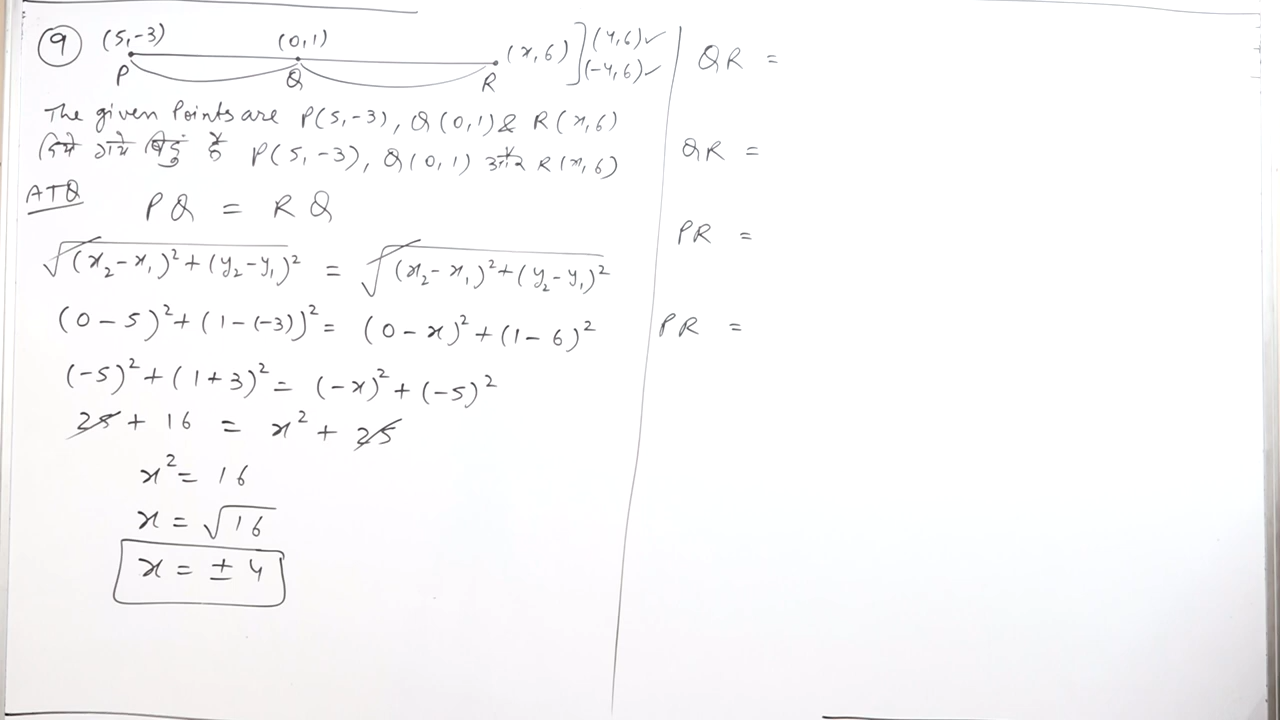 9 (5,-3) (0,1) (x,6) (4,6)✓
(-4,6)✓
P Q R
The given Points are P(5,-3), Q(0,1) & R(x,6)
दिये गये बिंदु हैं P(5,-3), Q(0,1) और R(x,6)
ATQ
PQ = RQ
√(x₂-x₁)²+(y₂-y₁)² = √(x₂-x₁)²+(y₂-y₁)²
(0-5)²+(1-(-3))² = (0-x)²+(1-6)²
(-5)²+(1+3)² = (-x)²+(-5)²
25 + 16 = x² + 25
x² = 16
x = √16
x = ± 4
QR =
QR =
PR =
PR =